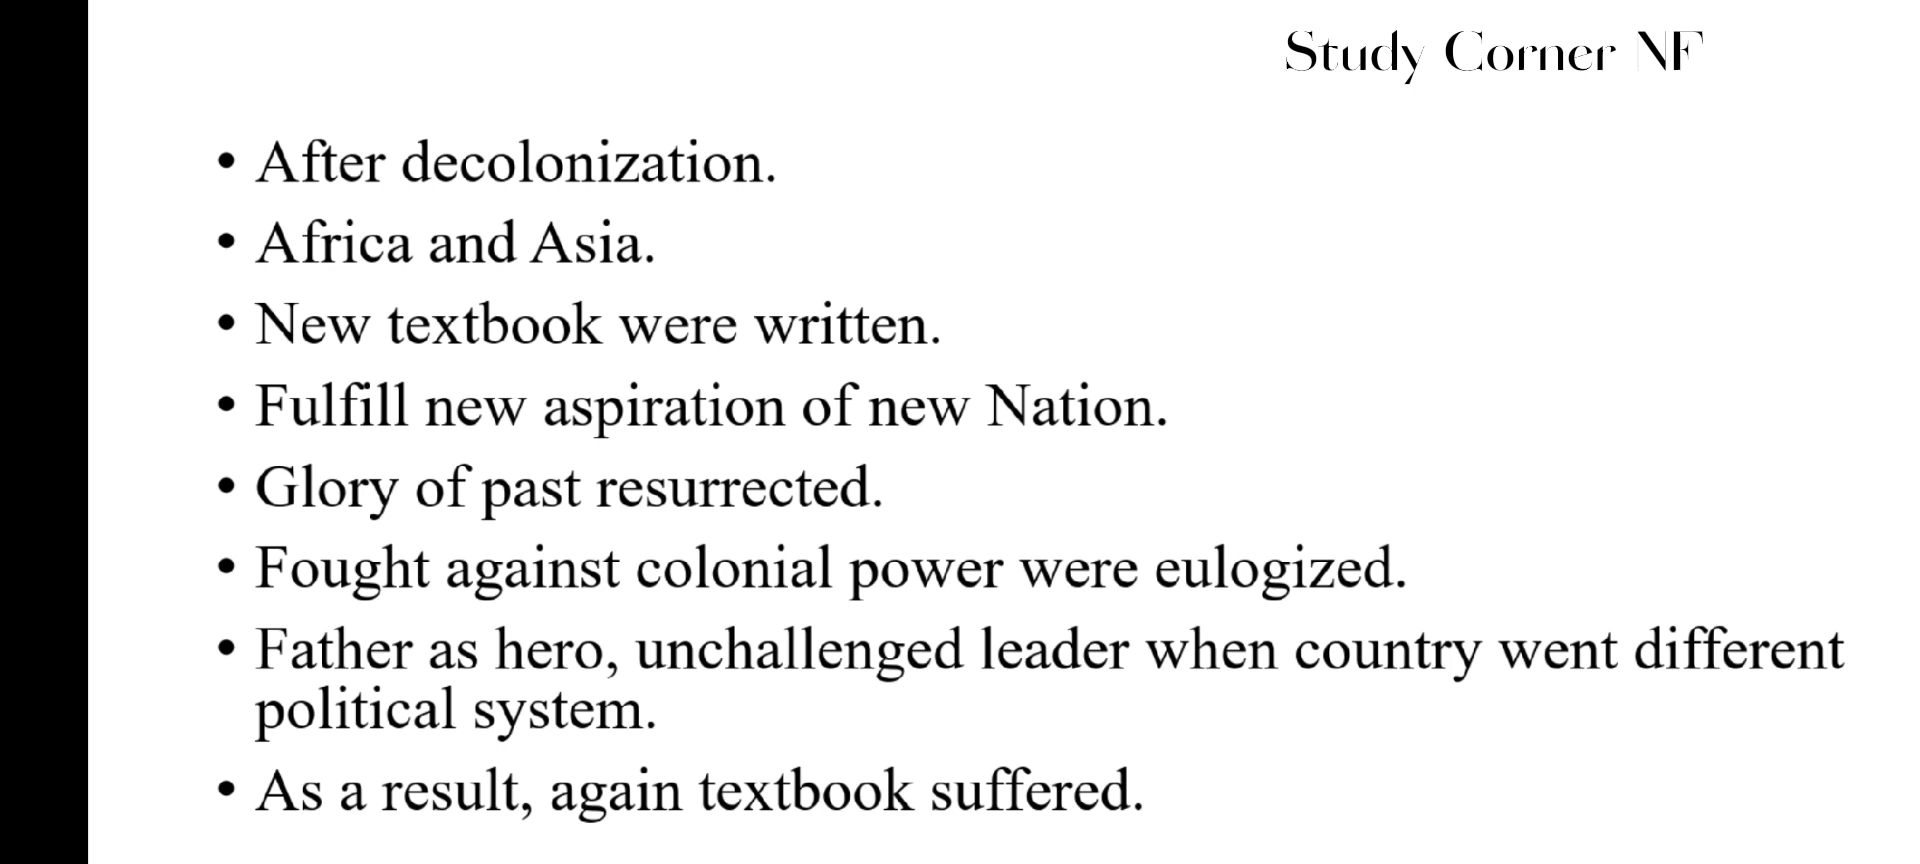 Study Corner NF
• After decolonization.
• Africa and Asia.
• New textbook were written.
• Fulfill new aspiration of new Nation.
• Glory of past resurrected.
• Fought against colonial power were eulogized.
• Father as hero, unchallenged leader when country went different
political system.
• As a result, again textbook suffered.